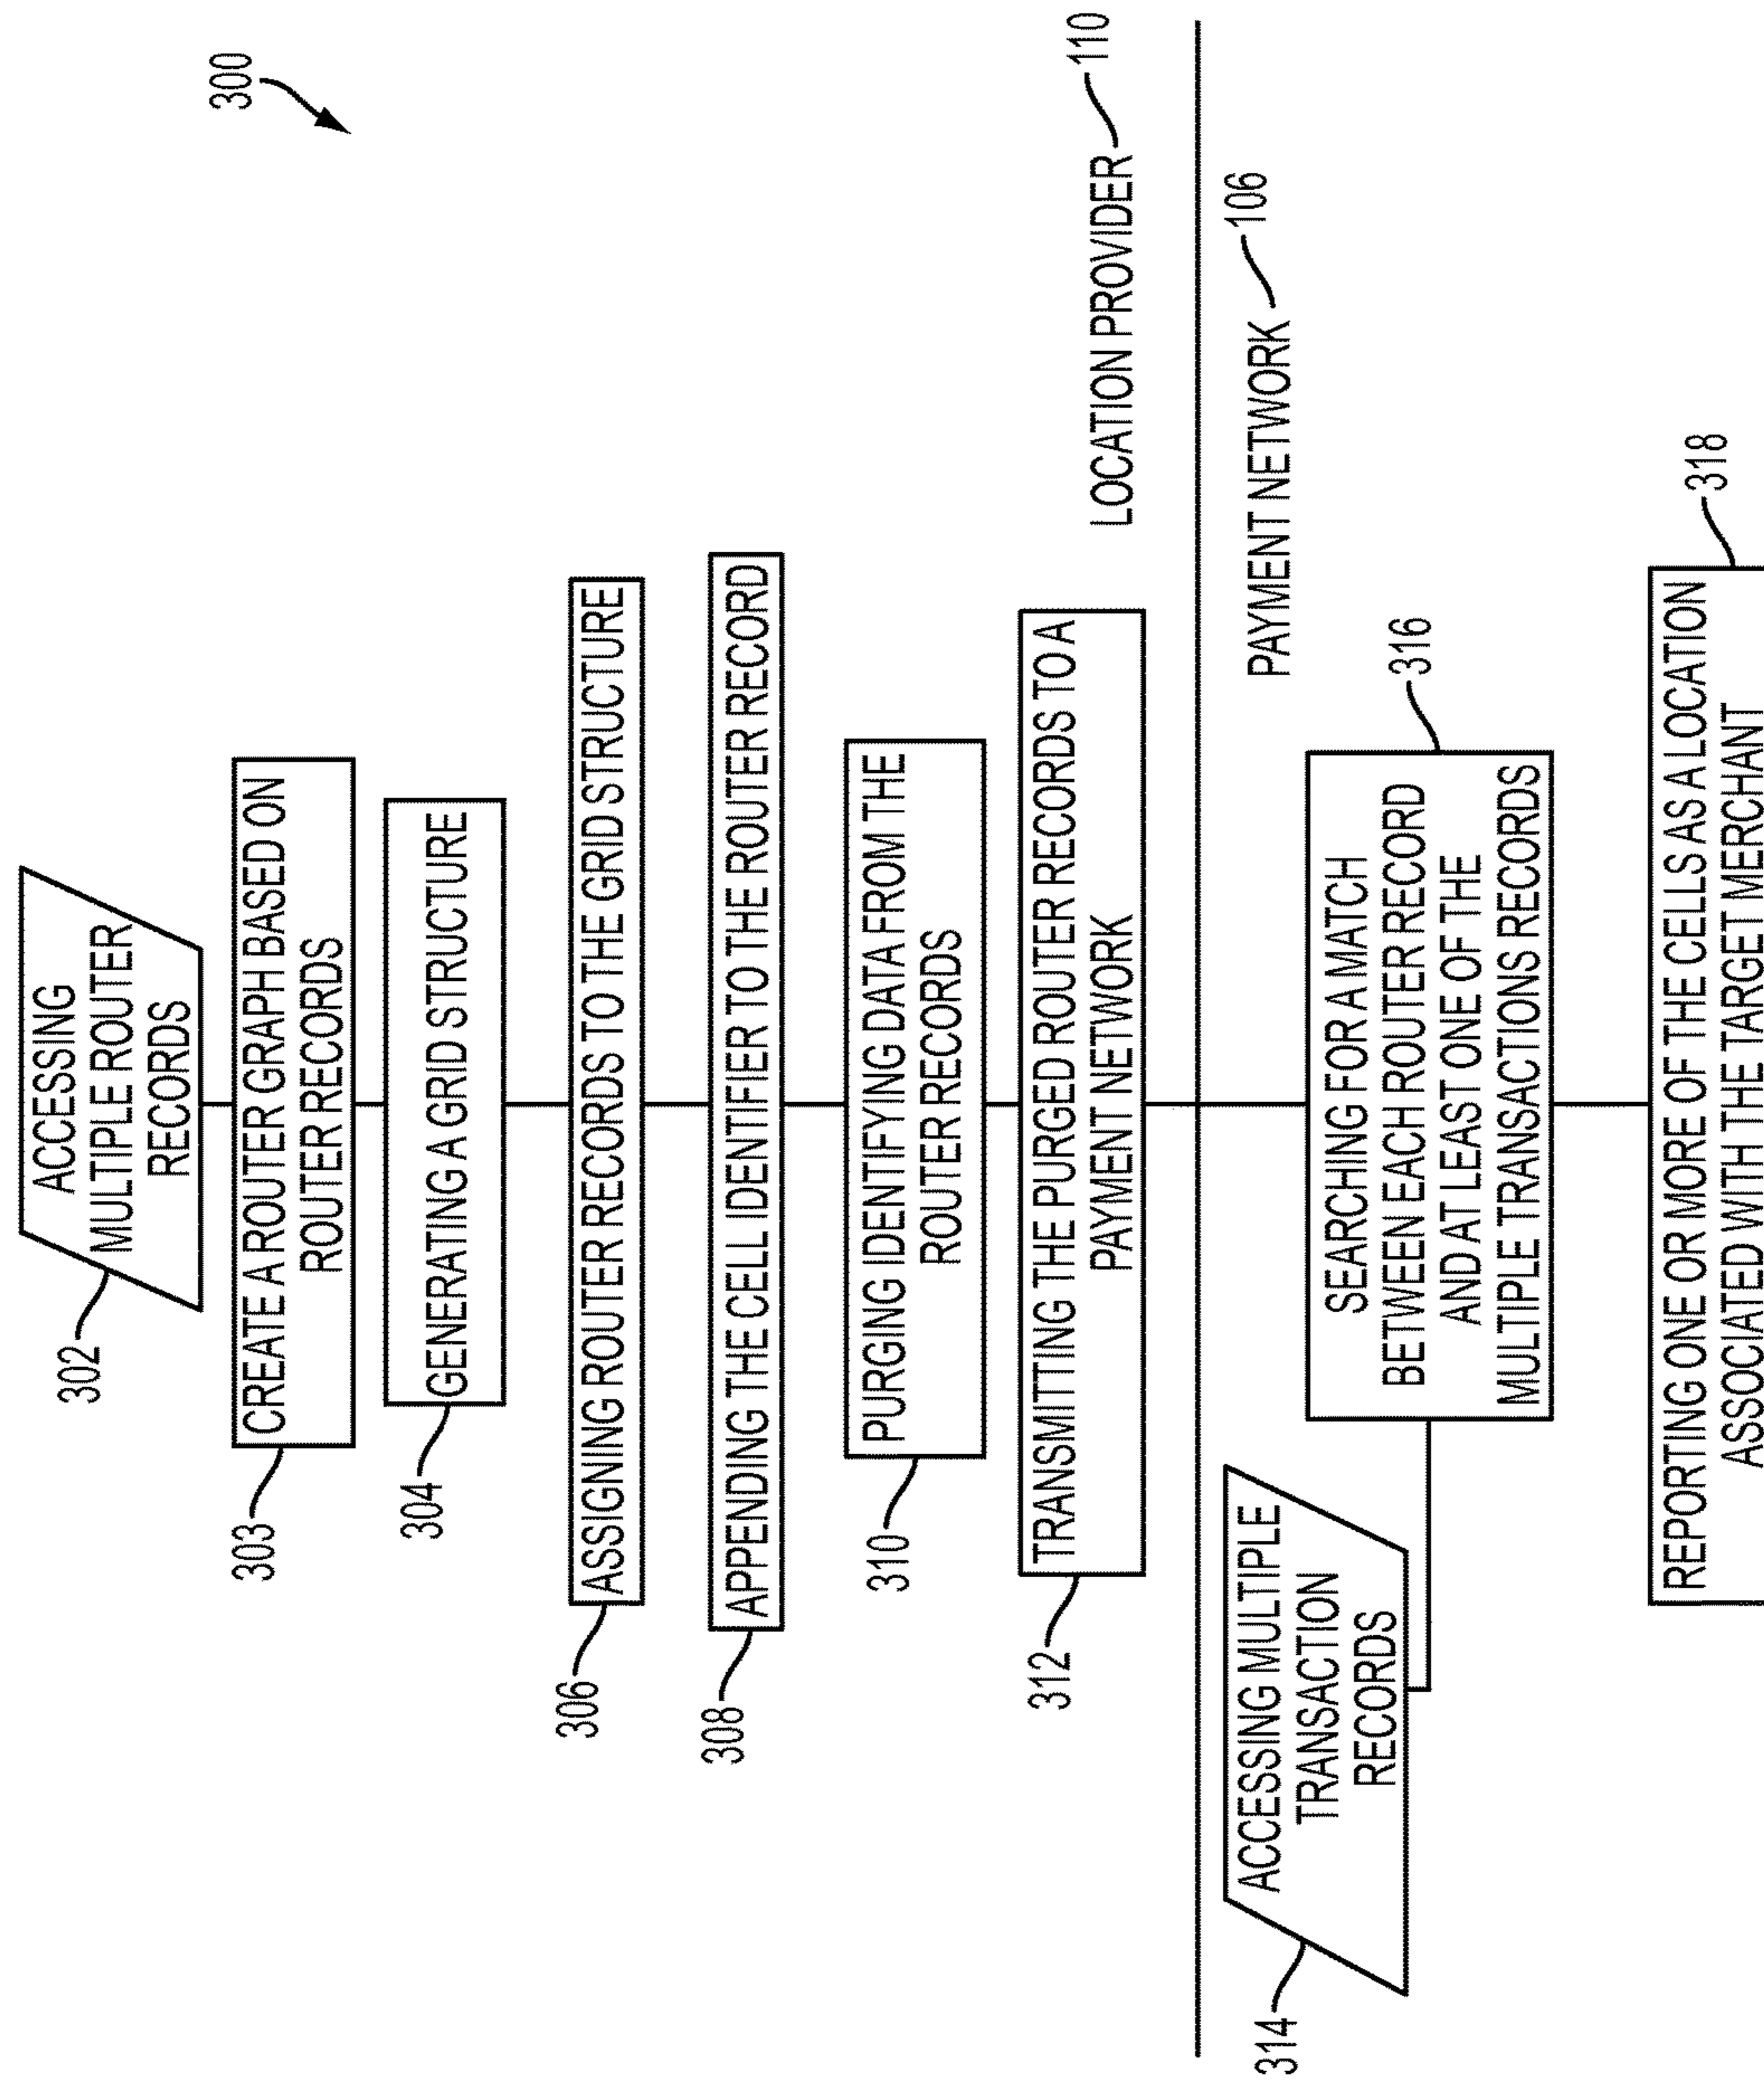 300
302
ACCESSING
MULTIPLE ROUTER
RECORDS
303
CREATE A ROUTER GRAPH BASED ON
ROUTER RECORDS
304
GENERATING A GRID STRUCTURE
306
ASSIGNING ROUTER RECORDS TO THE GRID STRUCTURE
308
APPENDING THE CELL IDENTIFIER TO THE ROUTER RECORD
310
PURGING IDENTIFYING DATA FROM THE
ROUTER RECORDS
312
TRANSMITTING THE PURGED ROUTER RECORDS TO A
PAYMENT NETWORK
LOCATION PROVIDER 110
PAYMENT NETWORK 106
314
ACCESSING MULTIPLE
TRANSACTION
RECORDS
316
SEARCHING FOR A MATCH
BETWEEN EACH ROUTER RECORD
AND AT LEAST ONE OF THE
MULTIPLE TRANSACTIONS RECORDS
318
REPORTING ONE OR MORE OF THE CELLS AS A LOCATION
ASSOCIATED WITH THE TARGET MERCHANT